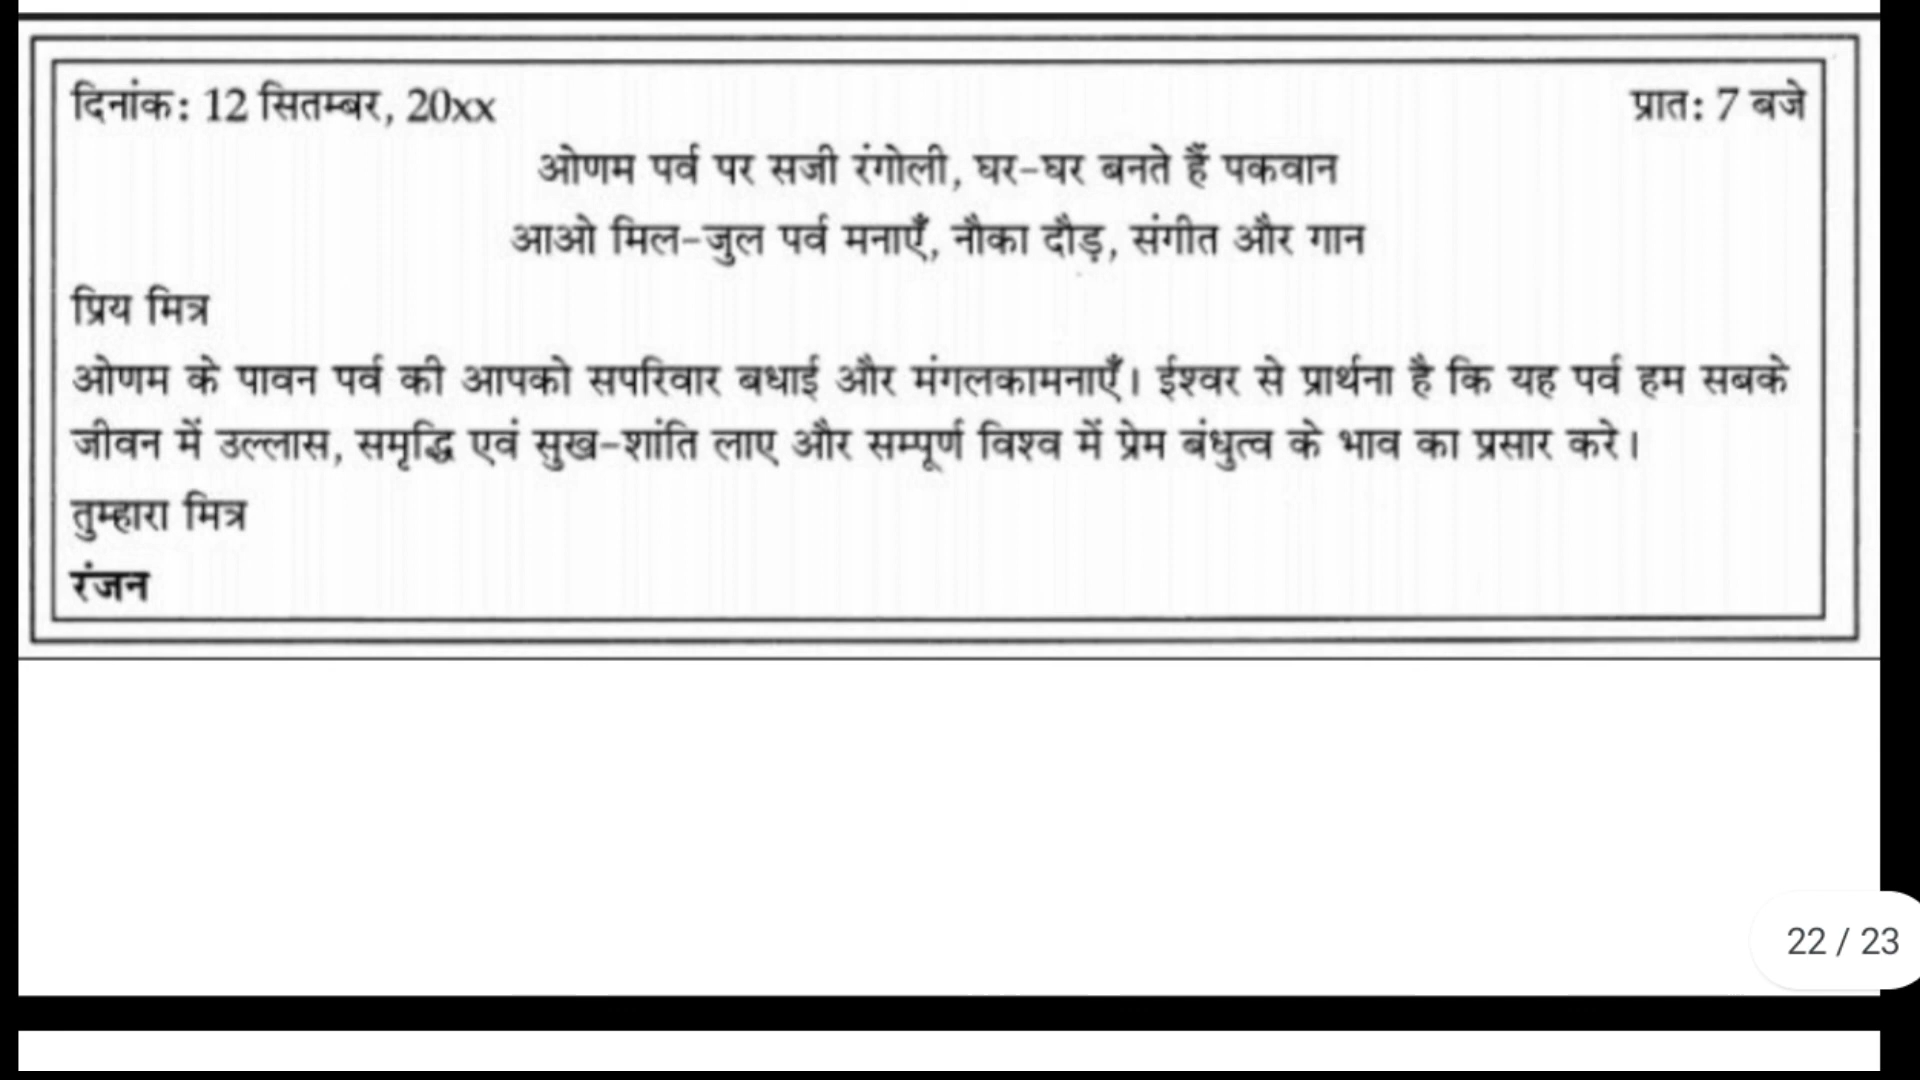 दिनांक: 12 सितम्बर, 20xx
प्रात: 7 बजे
ओणम पर्व पर सजी रंगोली, घर-घर बनते हैं पकवान
आओ मिल-जुल पर्व मनाएँ, नौका दौड़, संगीत और गान
प्रिय मित्र
ओणम के पावन पर्व की आपको सपरिवार बधाई और मंगलकामनाएँ। ईश्वर से प्रार्थना है कि यह पर्व हम सबके
जीवन में उल्लास, समृद्धि एवं सुख-शांति लाए और सम्पूर्ण विश्व में प्रेम बंधुत्व के भाव का प्रसार करे।
तुम्हारा मित्र
रंजन
22 / 23